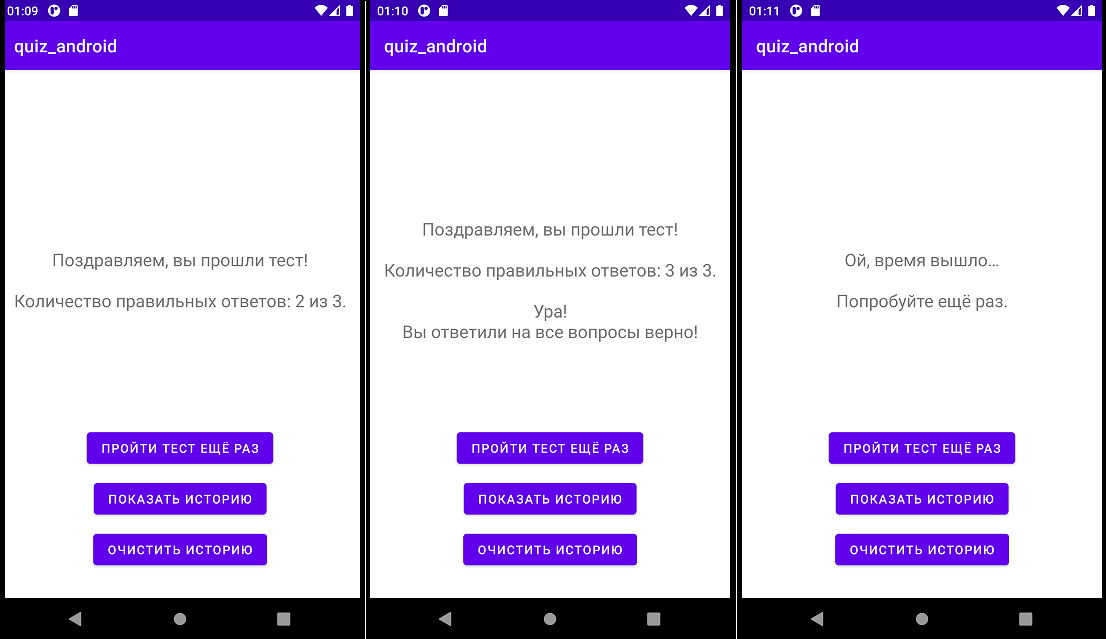 01:09
quiz_android
Поздравляем, вы прошли тест!
Количество правильных ответов: 2 из 3.
ПРОЙТИ ТЕСТ ЕЩЁ РАЗ
ПОКАЗАТЬ ИСТОРИЮ
ОЧИСТИТЬ ИСТОРИЮ
01:10
quiz_android
Поздравляем, вы прошли тест!
Количество правильных ответов: 3 из 3.
Ура!
Вы ответили на все вопросы верно!
ПРОЙТИ ТЕСТ ЕЩЁ РАЗ
ПОКАЗАТЬ ИСТОРИЮ
ОЧИСТИТЬ ИСТОРИЮ
01:11
quiz_android
Ой, время вышло...
Попробуйте ещё раз.
ПРОЙТИ ТЕСТ ЕЩЁ РАЗ
ПОКАЗАТЬ ИСТОРИЮ
ОЧИСТИТЬ ИСТОРИЮ